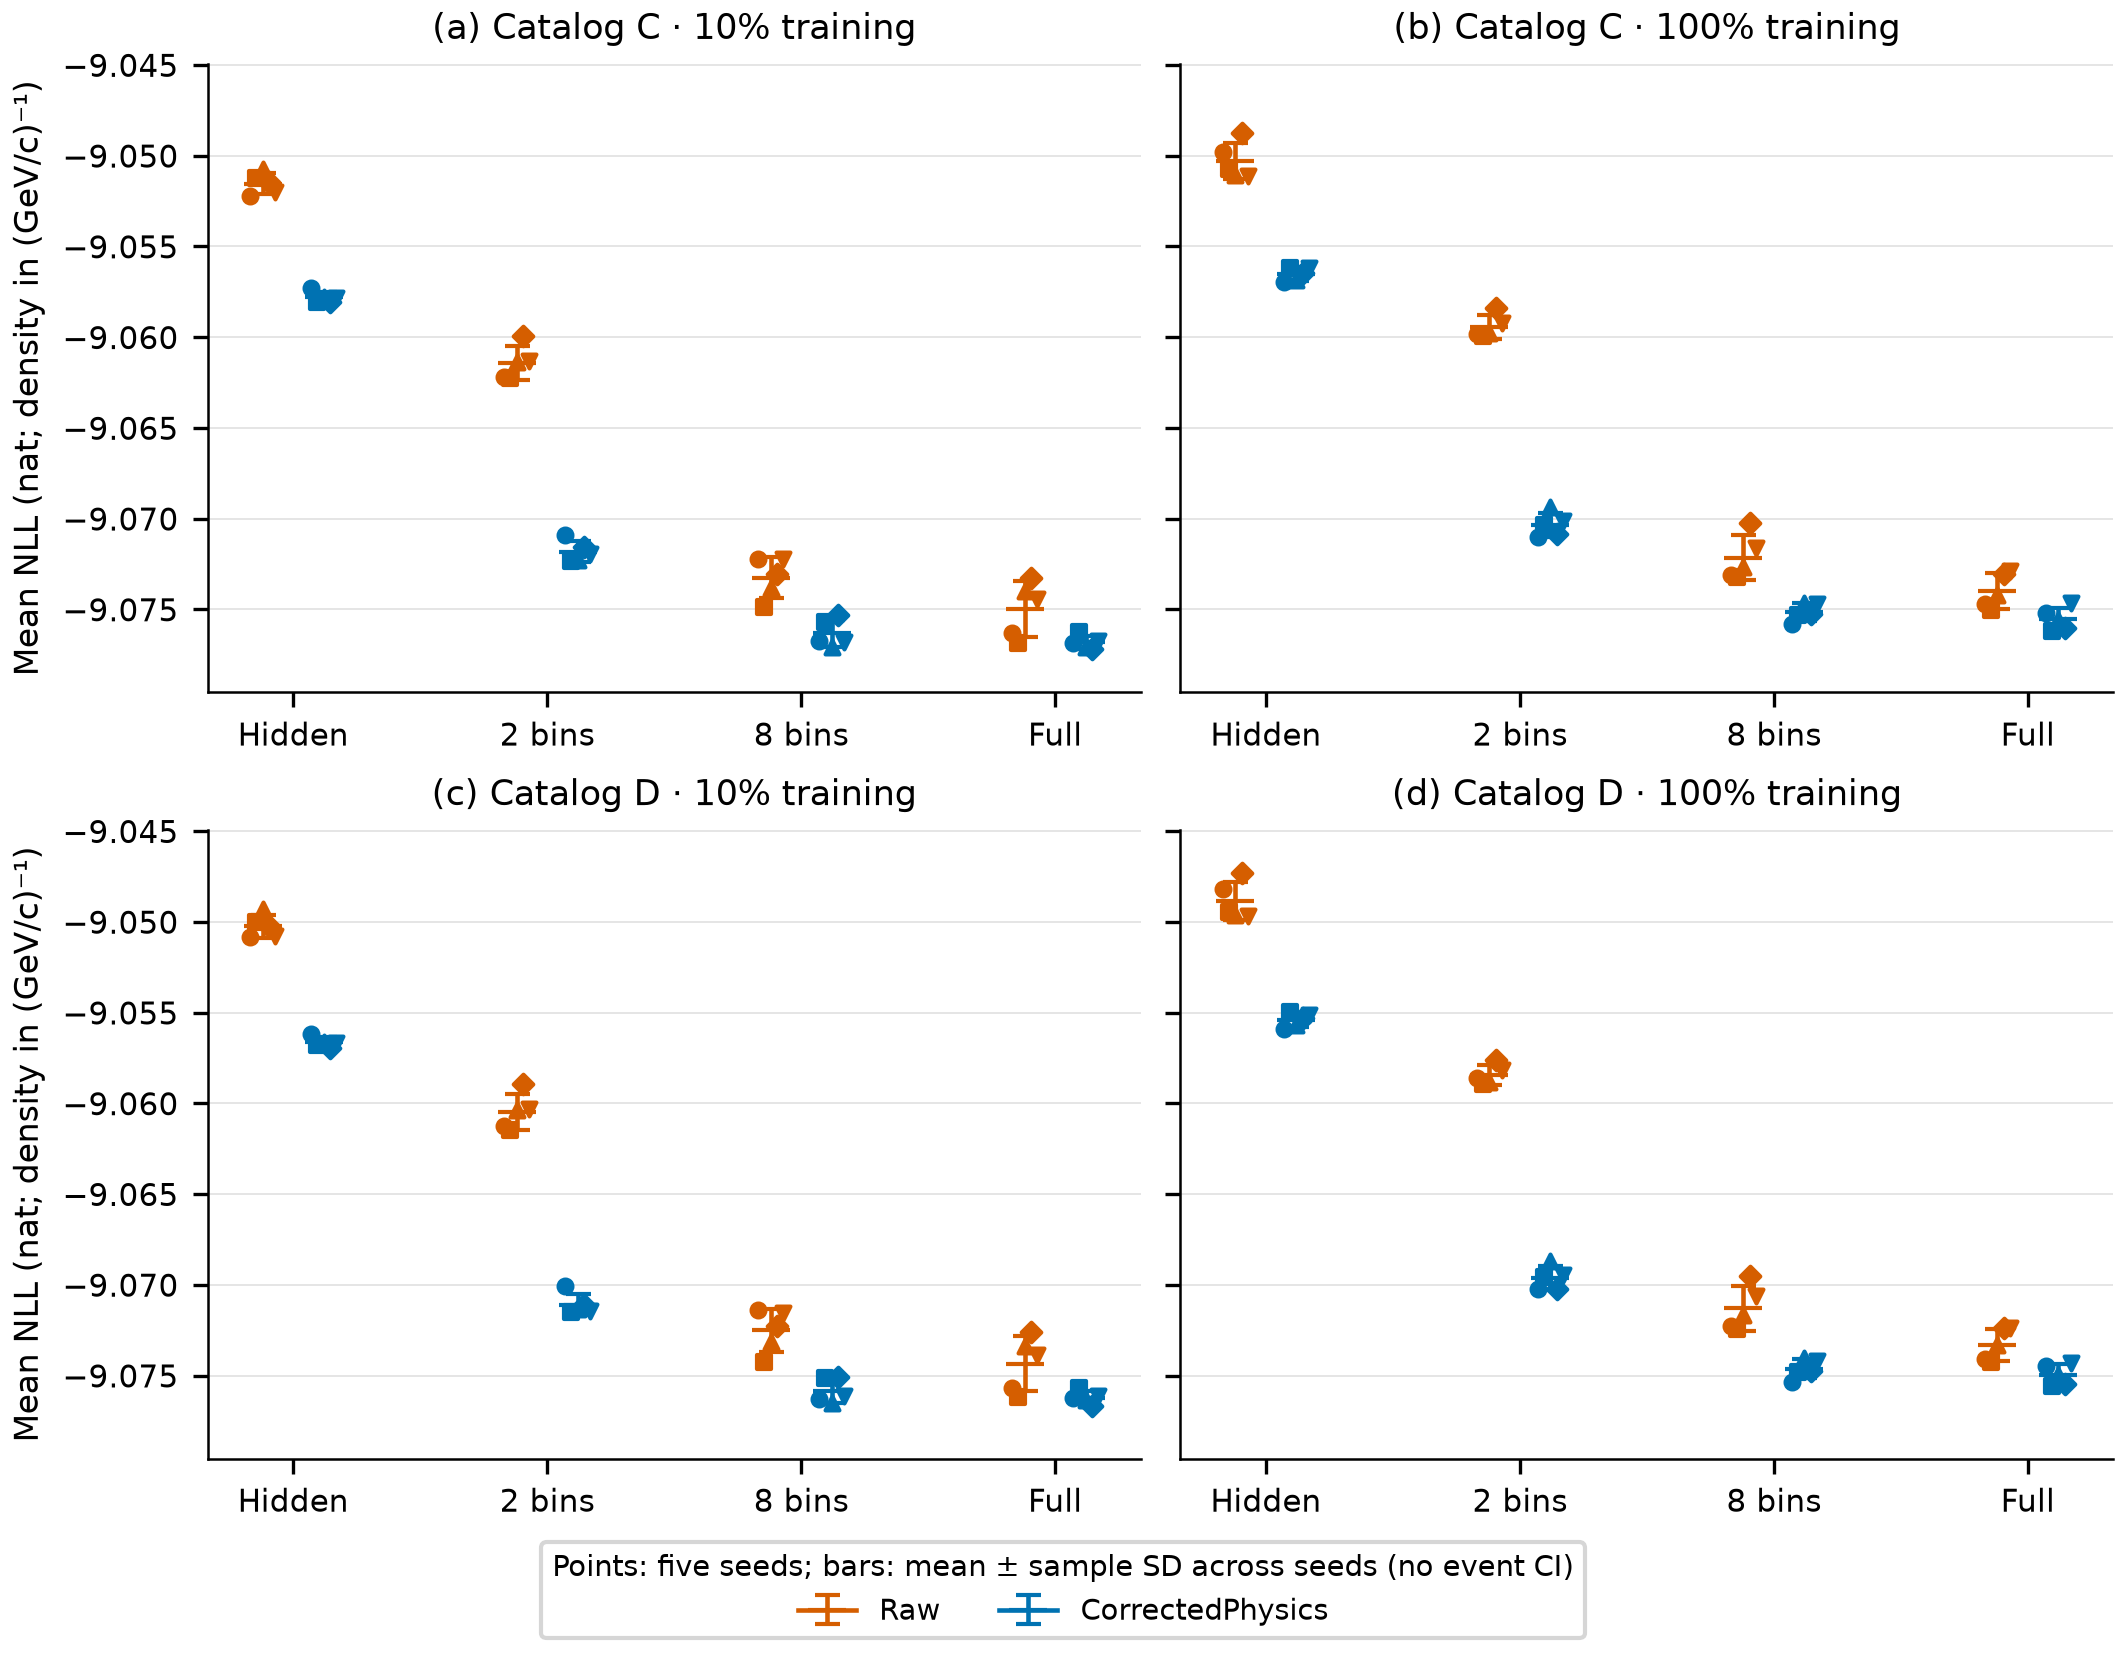 (a) Catalog C · 10% training
(b) Catalog C · 100% training
Mean NLL (nat; density in (GeV/c)⁻¹)
−9.045
−9.050
−9.055
−9.060
−9.065
−9.070
−9.075
Hidden
2 bins
8 bins
Full
Hidden
2 bins
8 bins
Full
(c) Catalog D · 10% training
(d) Catalog D · 100% training
Mean NLL (nat; density in (GeV/c)⁻¹)
−9.045
−9.050
−9.055
−9.060
−9.065
−9.070
−9.075
Hidden
2 bins
8 bins
Full
Hidden
2 bins
8 bins
Full
Points: five seeds; bars: mean ± sample SD across seeds (no event CI)
Raw
CorrectedPhysics